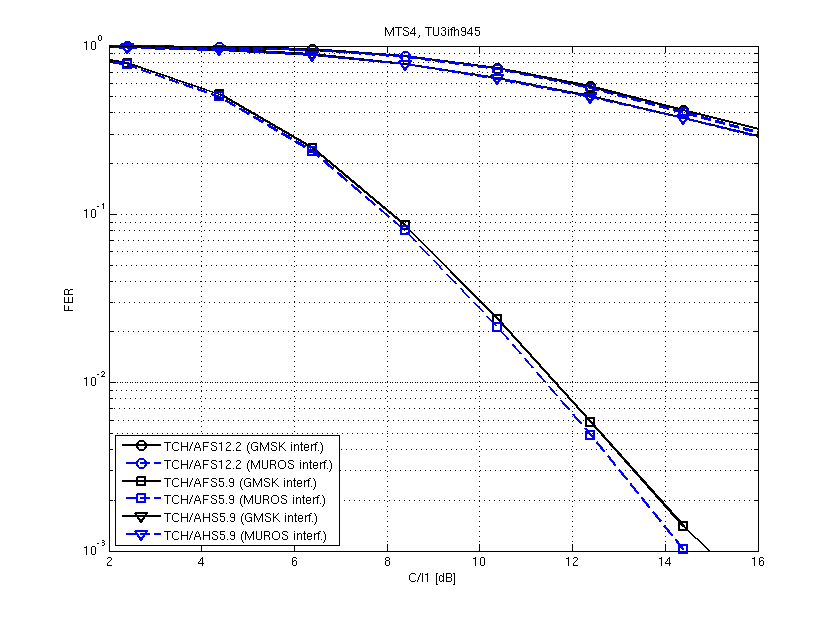 MTS4, TU3ifh945
10^0
10^-1
FER
10^-2
TCH/AFS12.2 (GMSK interf.)
TCH/AFS12.2 (MUROS interf.)
TCH/AFS5.9 (GMSK interf.)
TCH/AFS5.9 (MUROS interf.)
TCH/AHS5.9 (GMSK interf.)
TCH/AHS5.9 (MUROS interf.)
10^-3
2 4 6 8 10 12 14 16
C/I1 [dB]